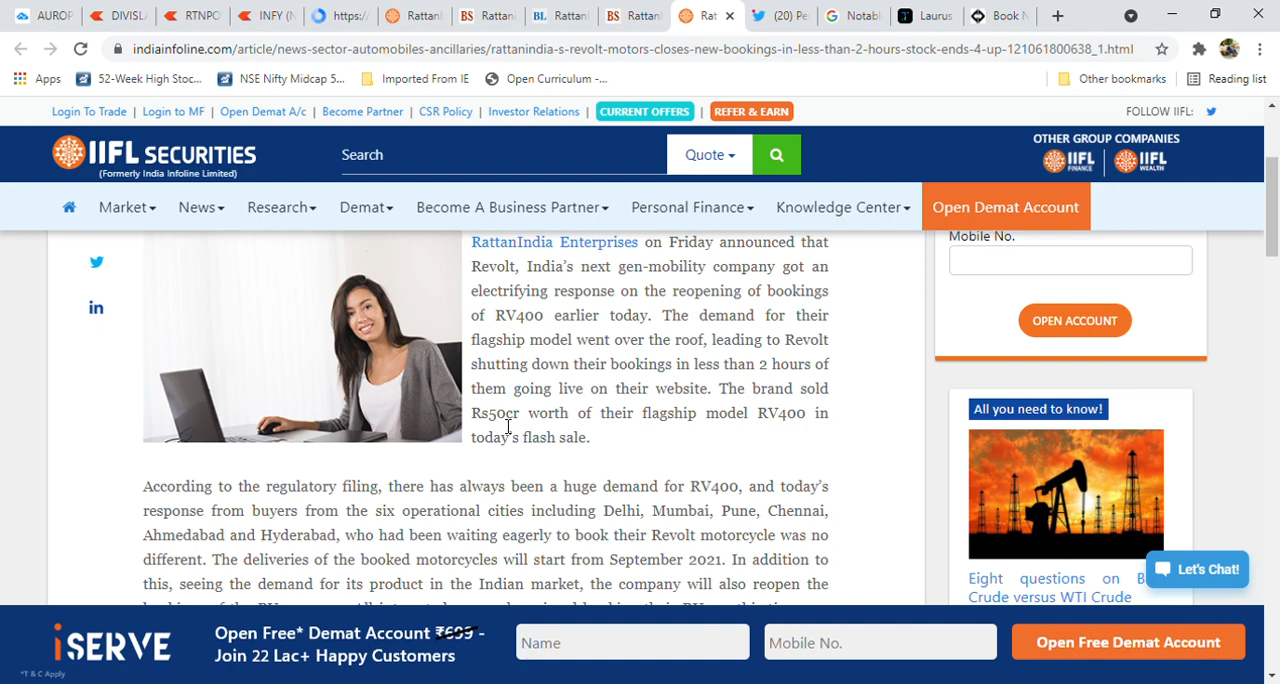 AUROP
DIVISL
RTNPO
INFY (N
https:/
Rattan
Rattan
Rattan
Rattan
Rat
(20) Pe
Notabl
Laurus
Book N
indiainfoline.com/article/news-sector-automobiles-ancillaries/rattanindia-s-revolt-motors-closes-new-bookings-in-less-than-2-hours-stock-ends-4-up-121061800638_1.html
Apps
52-Week High Stoc...
NSE Nifty Midcap 5...
Imported From IE
Open Curriculum -...
Other bookmarks
Reading list
Login To Trade | Login to MF | Open Demat A/c | Become Partner | CSR Policy | Investor Relations | CURRENT OFFERS | REFER & EARN
FOLLOW IIFL:
IIFL SECURITIES
(Formerly India Infoline Limited)
Search
Quote
OTHER GROUP COMPANIES
IIFL FINANCE
IIFL WEALTH
Market
News
Research
Demat
Become A Business Partner
Personal Finance
Knowledge Center
Open Demat Account
RattanIndia Enterprises on Friday announced that
Revolt, India's next gen-mobility company got an
electrifying response on the reopening of bookings
of RV400 earlier today. The demand for their
flagship model went over the roof, leading to Revolt
shutting down their bookings in less than 2 hours of
them going live on their website. The brand sold
Rs50cr worth of their flagship model RV400 in
today's flash sale.
According to the regulatory filing, there has always been a huge demand for RV400, and today's
response from buyers from the six operational cities including Delhi, Mumbai, Pune, Chennai,
Ahmedabad and Hyderabad, who had been waiting eagerly to book their Revolt motorcycle was no
different. The deliveries of the booked motorcycles will start from September 2021. In addition to
this, seeing the demand for its product in the Indian market, the company will also reopen the
Mobile No.
OPEN ACCOUNT
All you need to know!
Eight questions on B
Crude versus WTI Crude
Let's Chat!
iSERVE
*T & C Apply
Open Free* Demat Account ₹699 -
Join 22 Lac+ Happy Customers
Name
Mobile No.
Open Free Demat Account